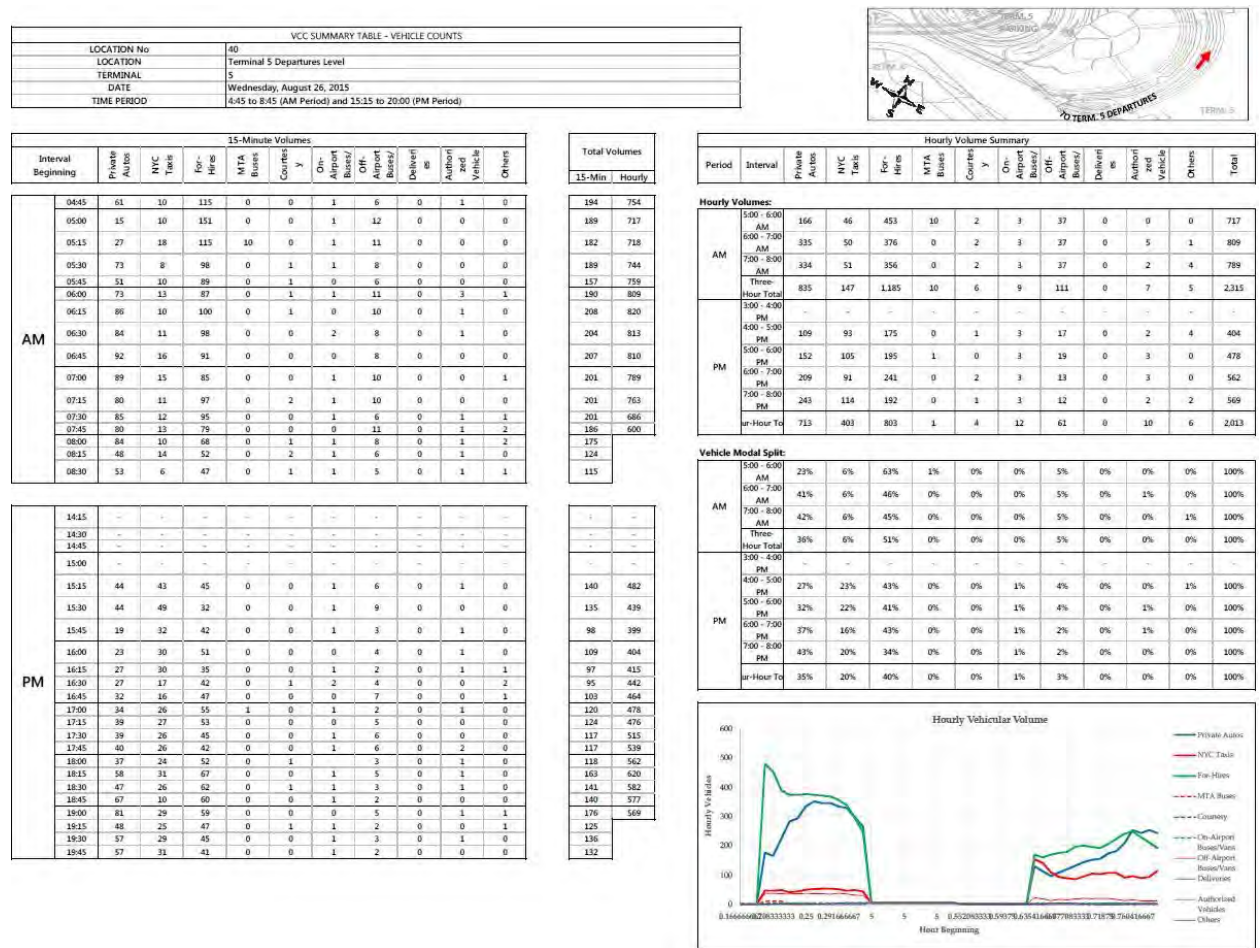 VCC SUMMARY TABLE - VEHICLE COUNTS
LOCATION No 40
LOCATION Terminal 5 Departures Level
TERMINAL 5
DATE Wednesday, August 26, 2015
TIME PERIOD 4:45 to 8:45 (AM Period) and 15:15 to 20:00 (PM Period)
TERM. 5
PARKING
TO TERM. 5 DEPARTURES
TERM. 5
N
W
E
S
15-Minute Volumes
Interval Beginning Private Autos NYC Taxis For-Hires MTA Buses Courtesy On-Airport Buses/ Off-Airport Buses/ Deliveries Authorized Vehicle Others
Total Volumes
15-Min Hourly
AM
04:45 61 10 115 0 0 1 6 0 1 0 194 754
05:00 15 10 151 0 0 1 12 0 0 0 189 717
05:15 27 18 115 10 0 1 11 0 0 0 182 718
05:30 73 8 98 0 1 1 8 0 0 0 189 744
05:45 51 10 89 0 1 0 6 0 0 0 157 759
06:00 73 13 87 0 1 1 11 0 3 1 190 809
06:15 86 10 100 0 1 0 10 0 1 0 208 820
06:30 84 11 98 0 0 2 8 0 1 0 204 813
06:45 92 16 91 0 0 0 8 0 0 0 207 810
07:00 89 15 85 0 0 1 10 0 0 1 201 789
07:15 80 11 97 0 2 1 10 0 0 0 201 763
07:30 85 12 95 0 0 1 6 0 1 1 201 686
07:45 80 13 79 0 0 0 11 0 1 2 186 600
08:00 84 10 68 0 1 1 8 0 1 2 175
08:15 48 14 52 0 2 1 6 0 1 0 124
08:30 53 6 47 0 1 1 5 0 1 1 115
PM
14:15 - - - - - - - - - - - -
14:30 - - - - - - - - - - - -
14:45 - - - - - - - - - - - -
15:00 - - - - - - - - - - - -
15:15 44 43 45 0 0 1 6 0 1 0 140 482
15:30 44 49 32 0 0 1 9 0 0 0 135 439
15:45 19 32 42 0 0 1 3 0 1 0 98 399
16:00 23 30 51 0 0 0 4 0 1 0 109 404
16:15 27 30 35 0 0 1 2 0 1 1 97 415
16:30 27 17 42 0 1 2 4 0 0 2 95 442
16:45 32 16 47 0 0 0 7 0 0 1 103 464
17:00 34 26 55 1 0 1 2 0 1 0 120 478
17:15 39 27 53 0 0 0 5 0 0 0 124 476
17:30 39 26 45 0 0 1 6 0 0 0 117 515
17:45 40 26 42 0 0 1 6 0 2 0 117 539
18:00 37 24 52 0 1 3 0 1 0 118 562
18:15 58 31 67 0 0 1 5 0 1 0 163 620
18:30 47 26 62 0 1 1 3 0 1 0 141 582
18:45 67 10 60 0 0 1 2 0 0 0 140 577
19:00 81 29 59 0 0 0 5 0 1 1 176 569
19:15 48 25 47 0 1 1 2 0 0 1 125
19:30 57 29 45 0 0 1 3 0 1 0 136
19:45 57 31 41 0 0 1 2 0 0 0 132
Hourly Volume Summary
Period Interval Private Autos NYC Taxis For-Hires MTA Buses Courtesy On-Airport Buses/ Off-Airport Buses/ Deliveries Authorized Vehicle Others Total
Hourly Volumes:
AM
5:00 - 6:00 AM 166 46 453 10 2 3 37 0 0 0 717
6:00 - 7:00 AM 335 50 376 0 2 3 37 0 5 1 809
7:00 - 8:00 AM 334 51 356 0 2 3 37 0 2 4 789
Three-Hour Total 835 147 1,185 10 6 9 111 0 7 5 2,315
PM
3:00 - 4:00 PM - - - - - - - - - - -
4:00 - 5:00 PM 109 93 175 0 1 3 17 0 2 4 404
5:00 - 6:00 PM 152 105 195 1 0 3 19 0 3 0 478
6:00 - 7:00 PM 209 91 241 0 2 3 13 0 3 0 562
7:00 - 8:00 PM 243 114 192 0 1 3 12 0 2 2 569
ur-Hour To 713 403 803 1 4 12 61 0 10 6 2,013
Vehicle Modal Split:
AM
5:00 - 6:00 AM 23% 6% 63% 1% 0% 0% 5% 0% 0% 0% 100%
6:00 - 7:00 AM 41% 6% 46% 0% 0% 0% 5% 0% 1% 0% 100%
7:00 - 8:00 AM 42% 6% 45% 0% 0% 0% 5% 0% 0% 1% 100%
Three-Hour Total 36% 6% 51% 0% 0% 0% 5% 0% 0% 0% 100%
PM
3:00 - 4:00 PM - - - - - - - - - - -
4:00 - 5:00 PM 27% 23% 43% 0% 0% 1% 4% 0% 0% 1% 100%
5:00 - 6:00 PM 32% 22% 41% 0% 0% 1% 4% 0% 1% 0% 100%
6:00 - 7:00 PM 37% 16% 43% 0% 0% 1% 2% 0% 1% 0% 100%
7:00 - 8:00 PM 43% 20% 34% 0% 0% 1% 2% 0% 0% 0% 100%
ur-Hour To 35% 20% 40% 0% 0% 1% 3% 0% 0% 0% 100%
Hourly Vehicular Volume
Hourly Vehicles
600
500
400
300
200
100
0
0.25 0.291666667 5 5 5
Hour Beginning
Private Autos
NYC Taxis
For-Hires
MTA Buses
Courtesy
On-Airport Buses/Vans
Off-Airport Buses/Vans
Deliveries
Authorized Vehicles
Others